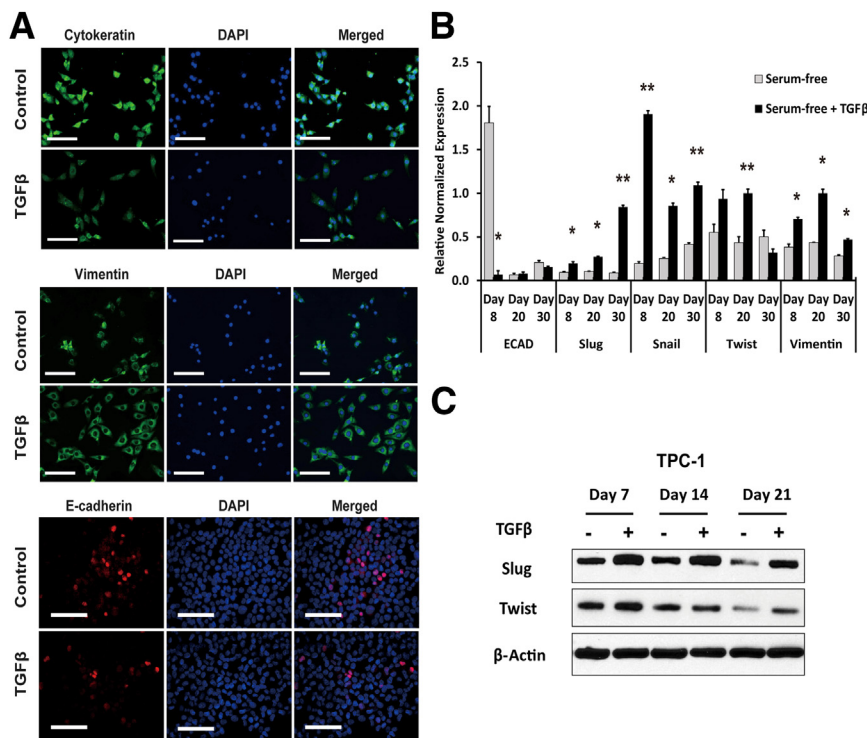 A
Cytokeratin DAPI Merged
Control
TGFβ
Vimentin DAPI Merged
Control
TGFβ
E-cadherin DAPI Merged
Control
TGFβ
B
Relative Normalized Expression
2.5
2.0
1.5
1.0
0.5
0.0
Serum-free
Serum-free + TGFβ
* * * ** ** * ** ** * * *
Day Day Day Day Day Day Day Day Day Day Day Day Day Day Day
8 20 30 8 20 30 8 20 30 8 20 30 8 20 30
ECAD Slug Snail Twist Vimentin
C
TPC-1
Day 7 Day 14 Day 21
TGFβ - + - + - +
Slug
Twist
β-Actin